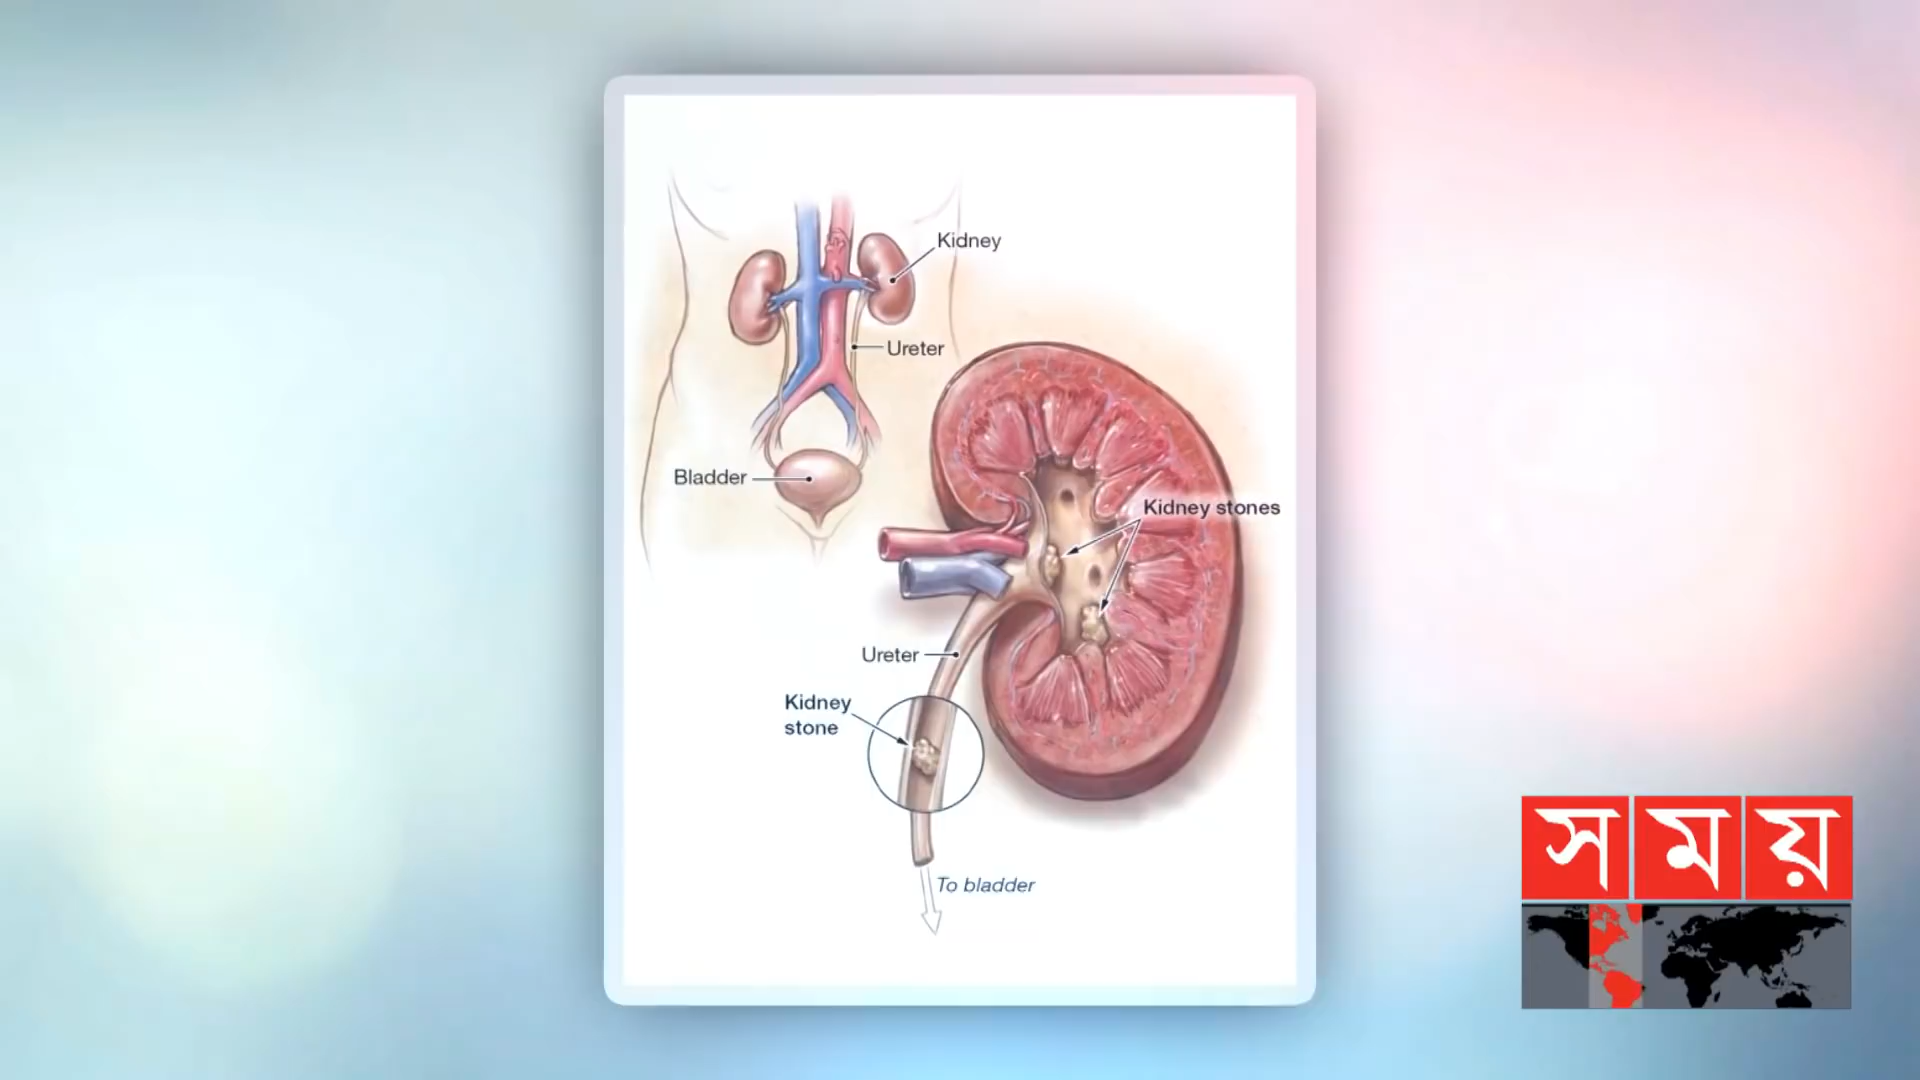 Kidney
Ureter
Bladder
Kidney stones
Ureter
Kidney
stone
To bladder
সময়